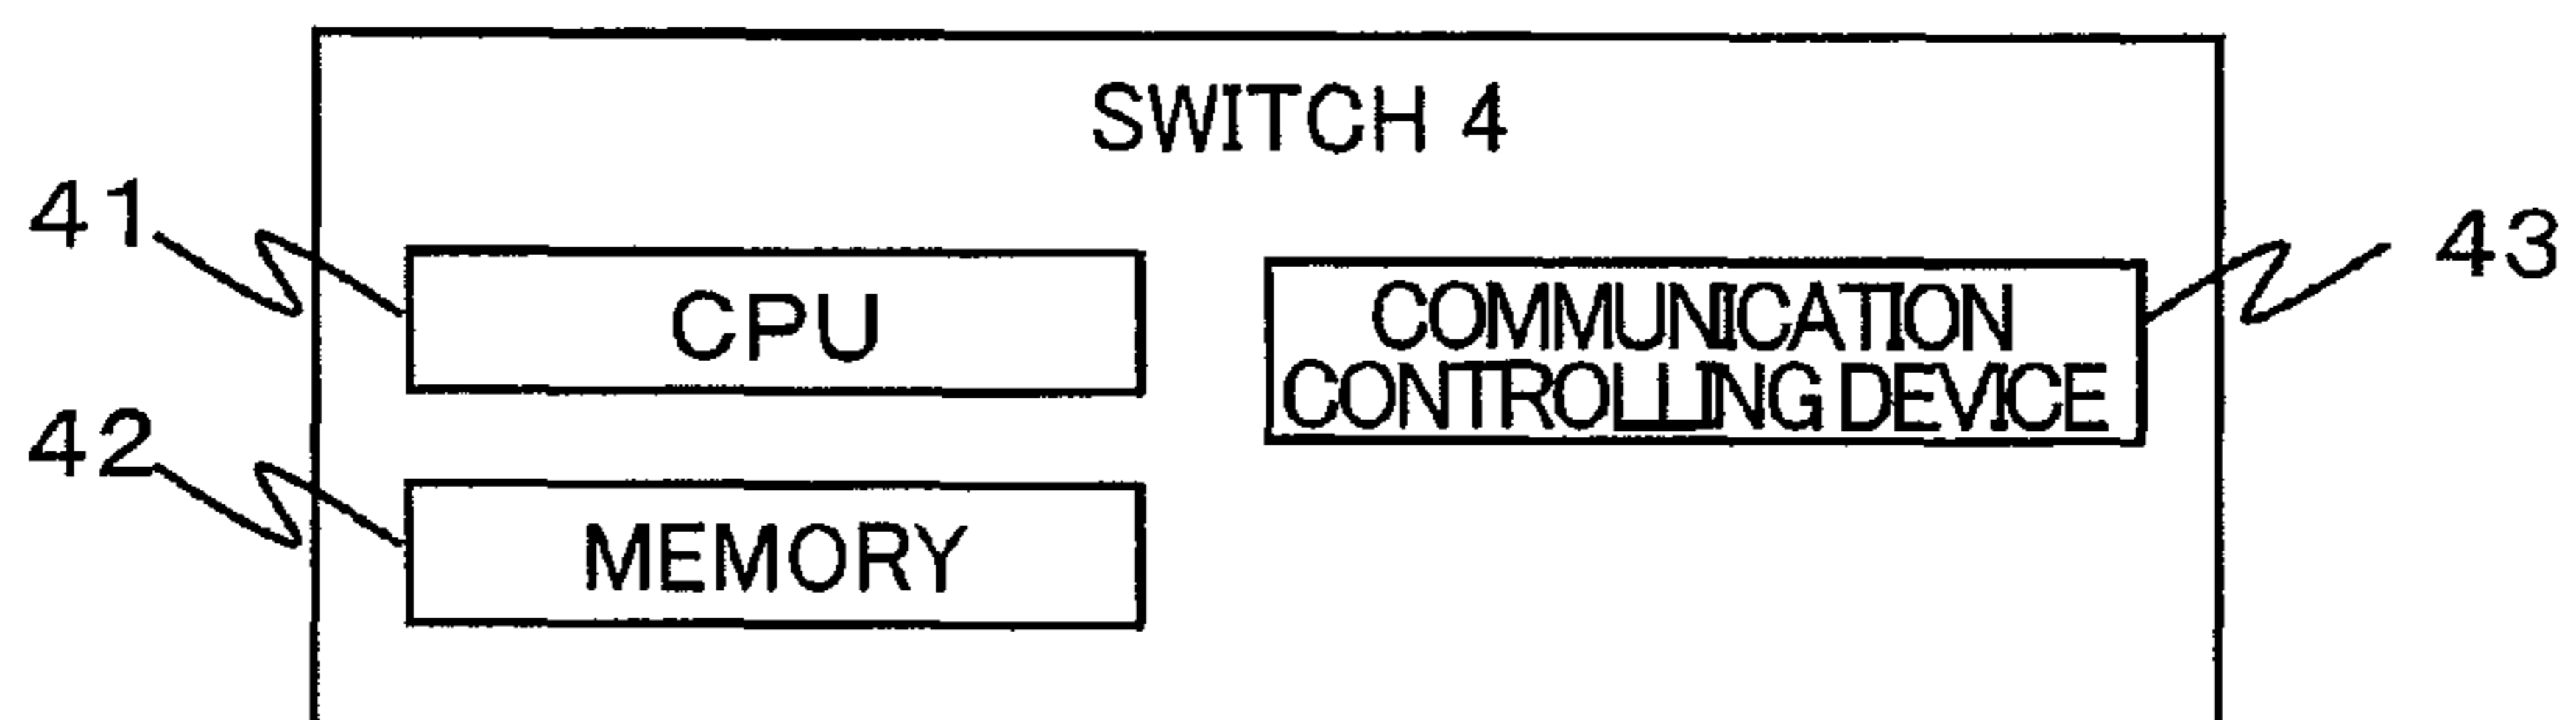 SWITCH 4
41
CPU
COMMUNICATION
CONTROLLING DEVICE
43
42
MEMORY